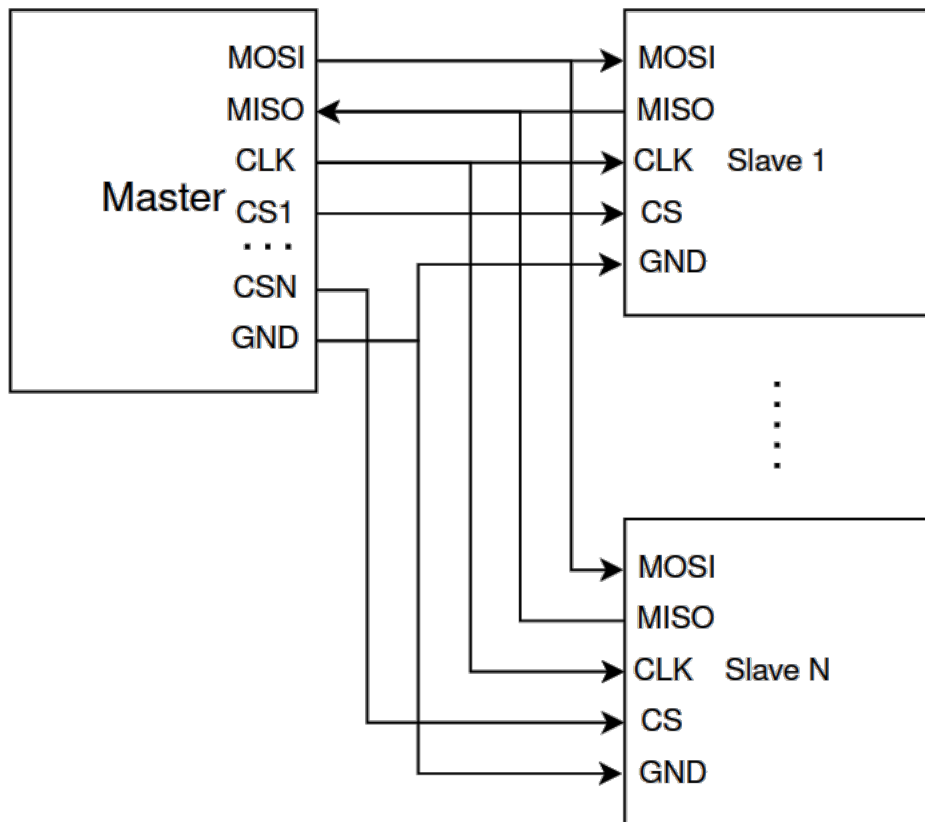 MOSI
MISO
CLK
Master
CS1
...
CSN
GND
MOSI
MISO
CLK Slave 1
CS
GND
.....
MOSI
MISO
CLK Slave N
CS
GND